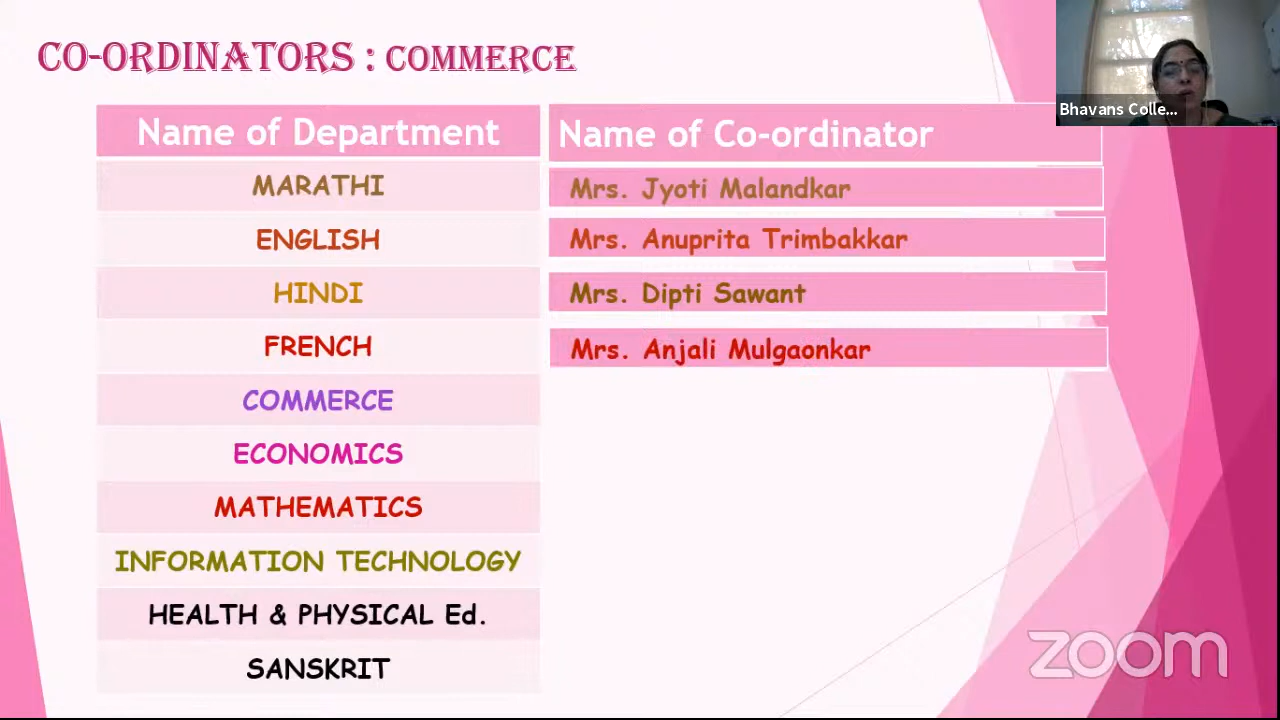 CO-ORDINATORS : COMMERCE
Bhavans Colle...
Name of Department Name of Co-ordinator
MARATHI Mrs. Jyoti Malandkar
ENGLISH Mrs. Anuprita Trimbakkar
HINDI Mrs. Dipti Sawant
FRENCH Mrs. Anjali Mulgaonkar
COMMERCE
ECONOMICS
MATHEMATICS
INFORMATION TECHNOLOGY
HEALTH & PHYSICAL Ed.
SANSKRIT
zoom